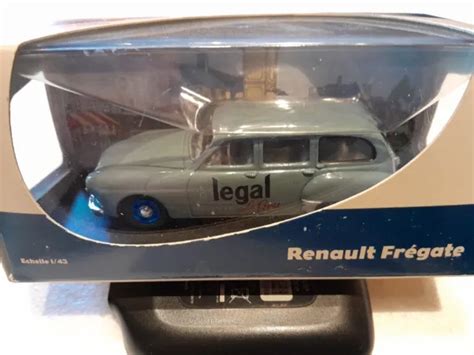 legal
Echelle 1/43
Renault Frégate